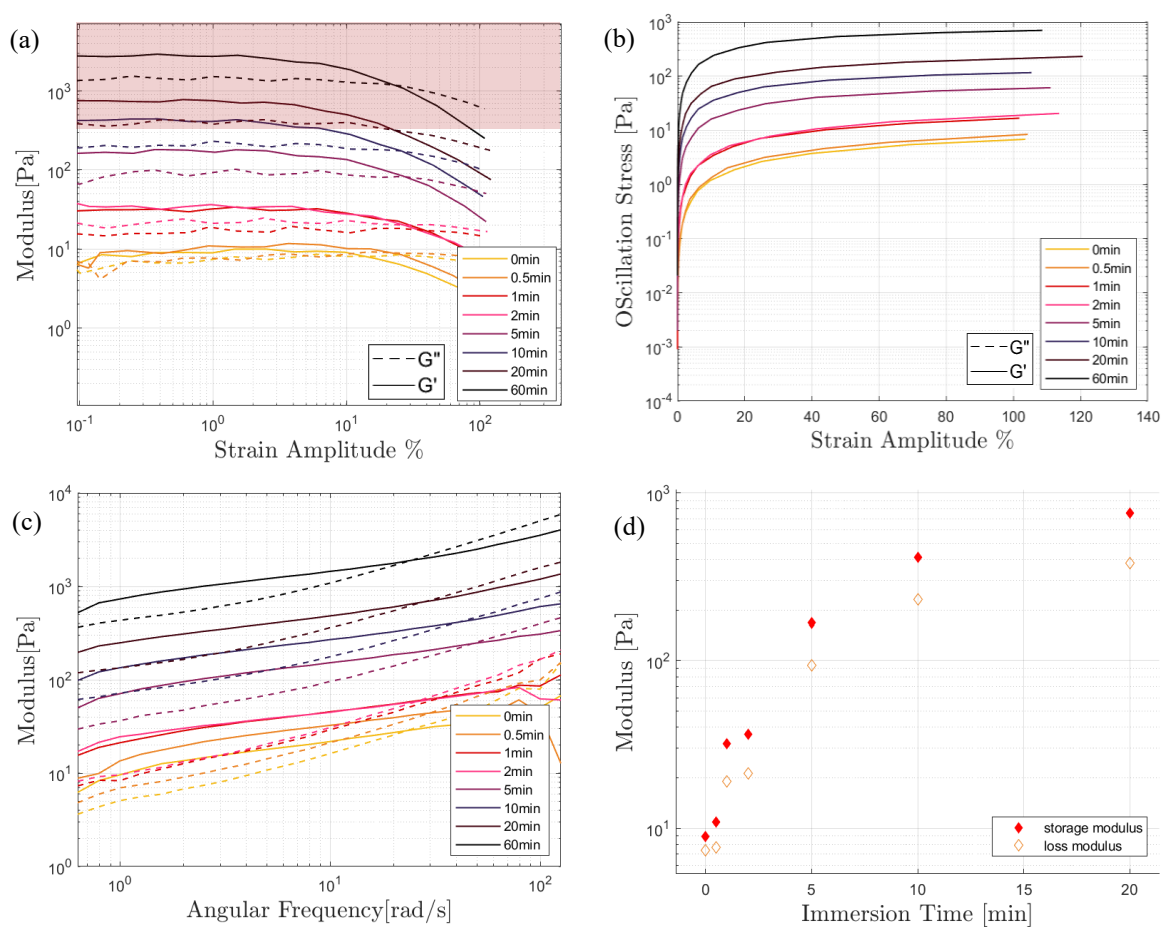 (a)
10^3
10^2
10^1
10^0
Modulus[Pa]
10^-1
10^0
10^1
10^2
Strain Amplitude %
G"
G'
0min
0.5min
1min
2min
5min
10min
20min
60min
(b)
10^3
10^2
10^1
10^0
10^-1
10^-2
10^-3
10^-4
OScillation Stress [Pa]
0
20
40
60
80
100
120
140
Strain Amplitude %
G"
G'
0min
0.5min
1min
2min
5min
10min
20min
60min
(c)
10^4
10^3
10^2
10^1
10^0
Modulus[Pa]
10^0
10^1
10^2
Angular Frequency[rad/s]
0min
0.5min
1min
2min
5min
10min
20min
60min
(d)
10^3
10^2
10^1
Modulus [Pa]
0
5
10
15
20
Immersion Time [min]
storage modulus
loss modulus